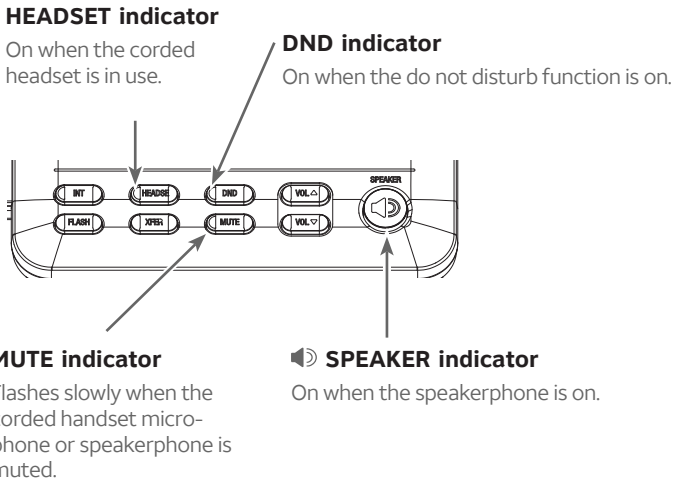 HEADSET indicator
On when the corded
headset is in use.
DND indicator
On when the do not disturb function is on.
SPEAKER
INT
HEADSE
DND
VOL
FLASH
XFER
MUTE
VOL
MUTE indicator
lashes slowly when the
orded handset micro-
phone or speakerphone is
muted.
SPEAKER indicator
On when the speakerphone is on.